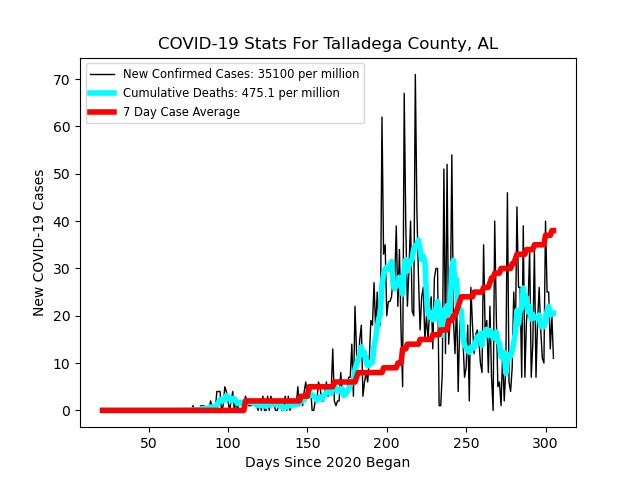 COVID-19 Stats For Talladega County, AL
New Confirmed Cases: 35100 per million
Cumulative Deaths: 475.1 per million
7 Day Case Average
New COVID-19 Cases
70
60
50
40
30
20
10
0
50 100 150 200 250 300
Days Since 2020 Began